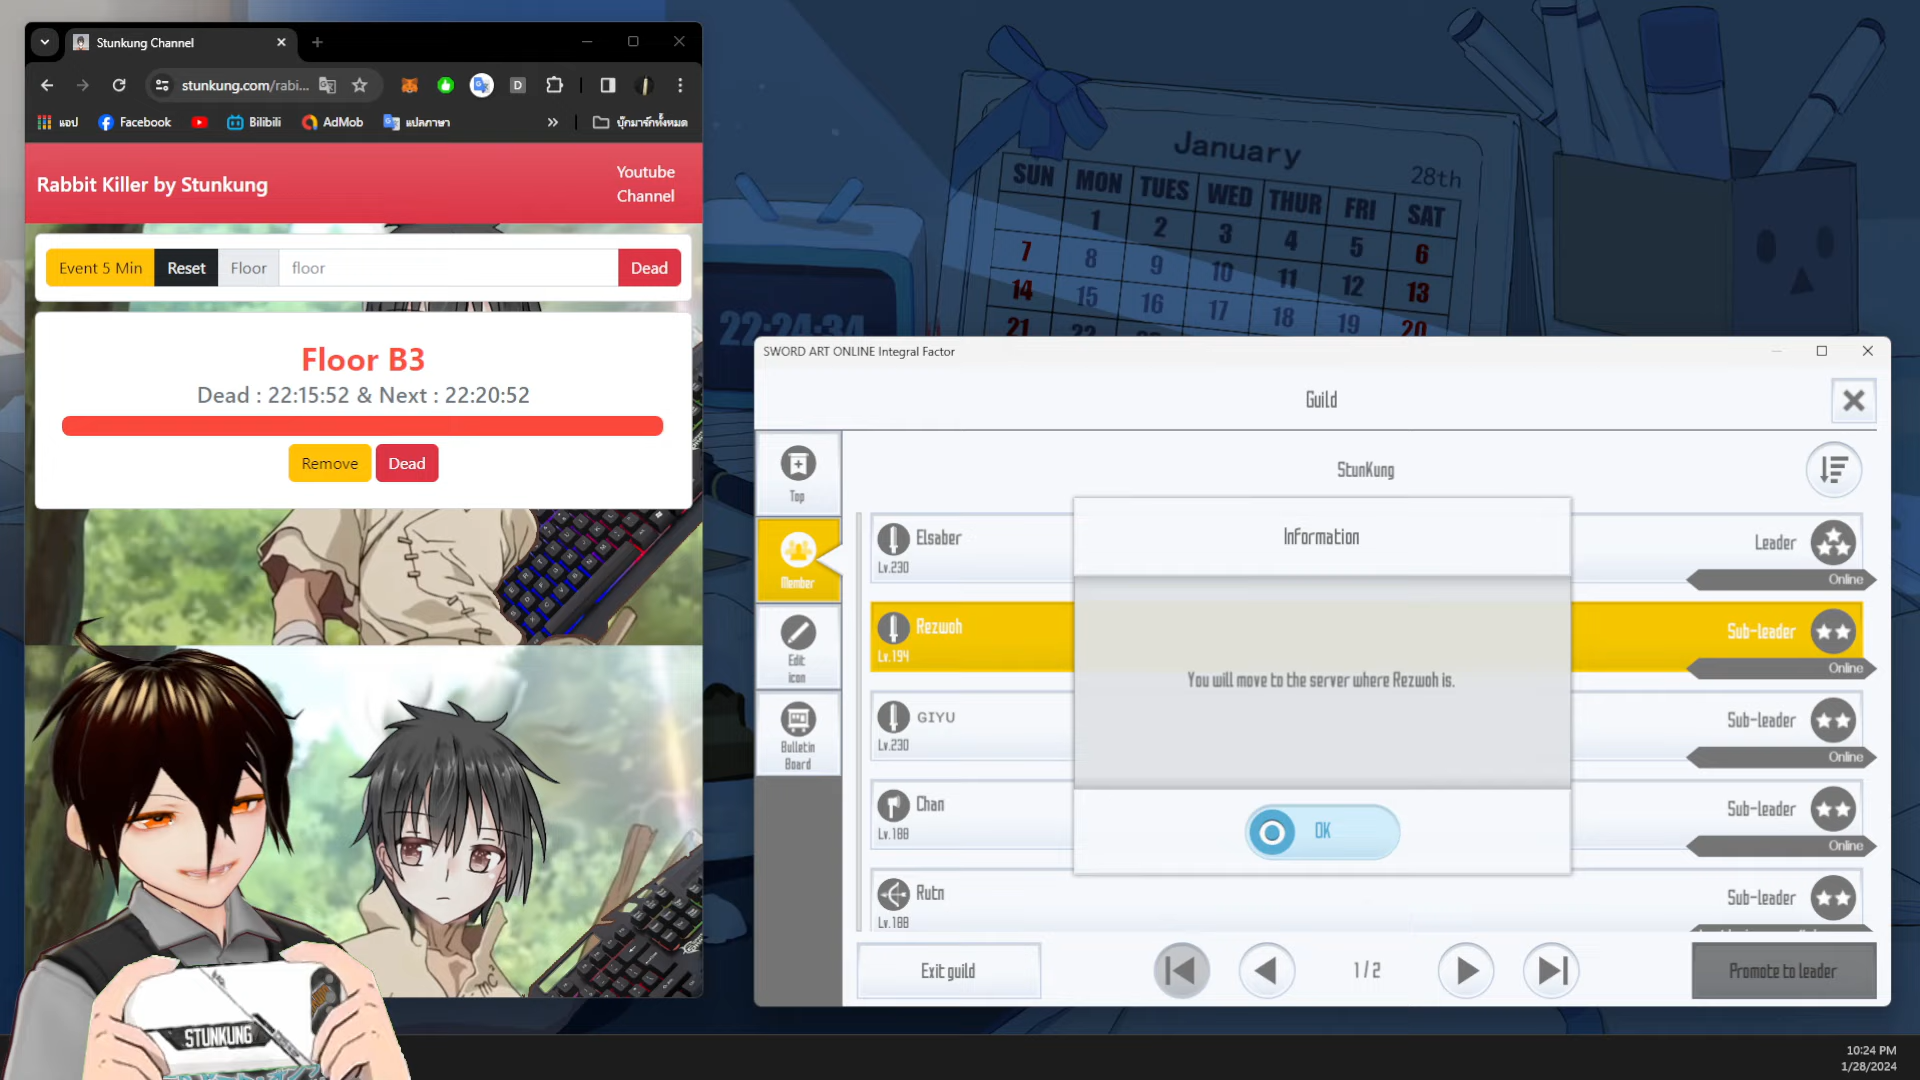 Stunkung Channel
stunkung.com/rabi...
แอป
Facebook
Bilibili
AdMob
แปลภาษา
»
บุ๊กมาร์กทั้งหมด
Rabbit Killer by Stunkung
Youtube
Channel
Event 5 Min
Reset
Floor
floor
Dead
Floor B3
Dead : 22:15:52 & Next : 22:20:52
Remove
Dead
STUNKUNG
22:24:34
January
28th
SUN MON TUES WED THUR FRI SAT
1 2 3 4 5 6
7 8 9 10 11 12 13
14 15 16 17 18 19 20
21 22
SWORD ART ONLINE Integral Factor
Guild
Top
Member
Edit
icon
Bulletin
Board
StunKung
Elsaber
Lv.230
Leader
Online
Rezwoh
Lv.194
Sub-leader
Online
GIYU
Lv.230
Sub-leader
Online
Chan
Lv.188
Sub-leader
Online
Rutn
Lv.188
Sub-leader
Information
You will move to the server where Rezwoh is.
OK
Exit guild
1/2
Promote to leader
10:24 PM
1/28/2024